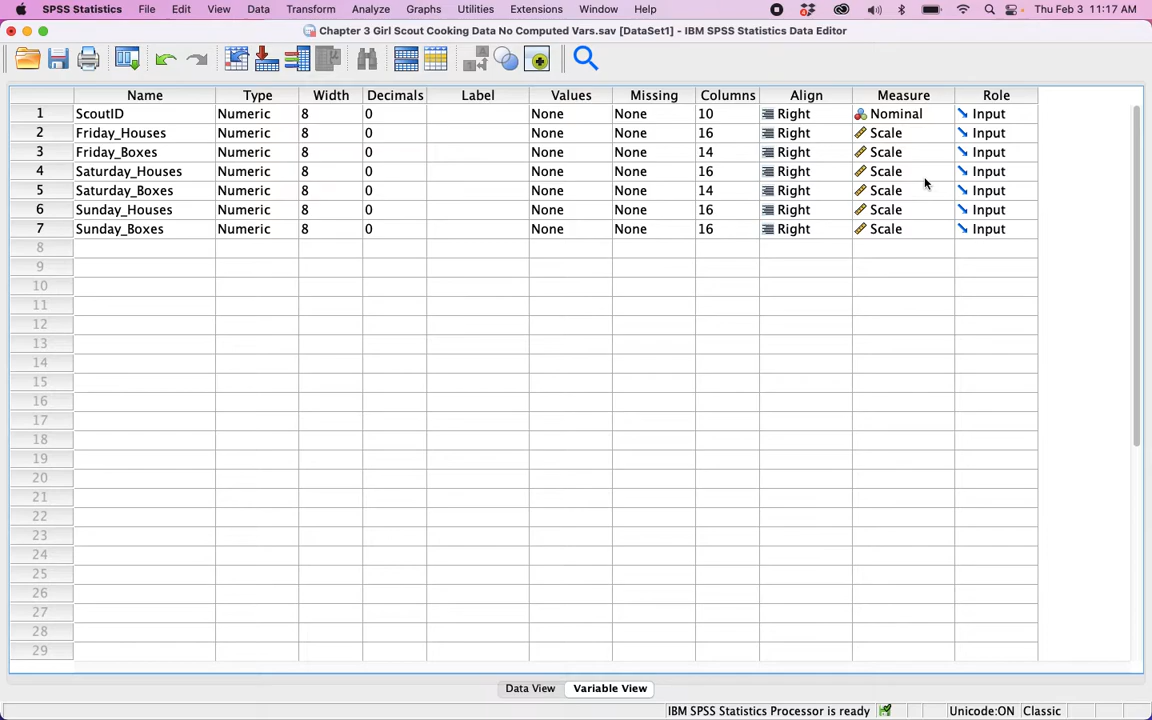 SPSS Statistics File Edit View Data Transform Analyze Graphs Utilities Extensions Window Help Thu Feb 3 11:17 AM
Chapter 3 Girl Scout Cooking Data No Computed Vars.sav [DataSet1] - IBM SPSS Statistics Data Editor
Name Type Width Decimals Label Values Missing Columns Align Measure Role
1 ScoutID Numeric 8 0 None None 10 Right Nominal Input
2 Friday_Houses Numeric 8 0 None None 16 Right Scale Input
3 Friday_Boxes Numeric 8 0 None None 14 Right Scale Input
4 Saturday_Houses Numeric 8 0 None None 16 Right Scale Input
5 Saturday_Boxes Numeric 8 0 None None 14 Right Scale Input
6 Sunday_Houses Numeric 8 0 None None 16 Right Scale Input
7 Sunday_Boxes Numeric 8 0 None None 16 Right Scale Input
8
9
10
11
12
13
14
15
16
17
18
19
20
21
22
23
24
25
26
27
28
29
Data View Variable View
IBM SPSS Statistics Processor is ready Unicode:ON Classic